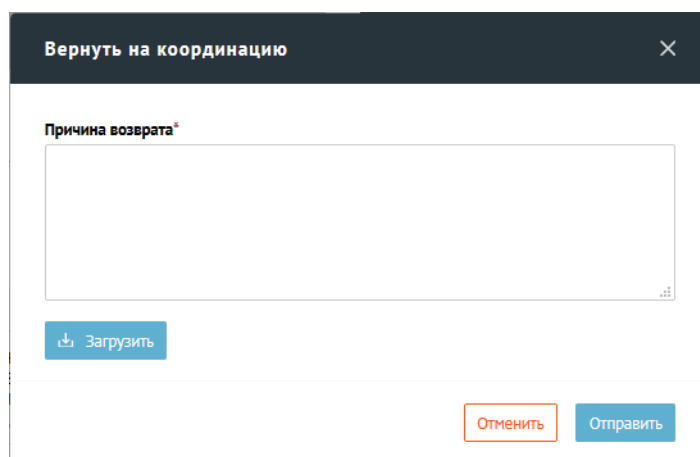 Вернуть на координацию
Причина возврата*
Загрузить
Отменить
Отправить